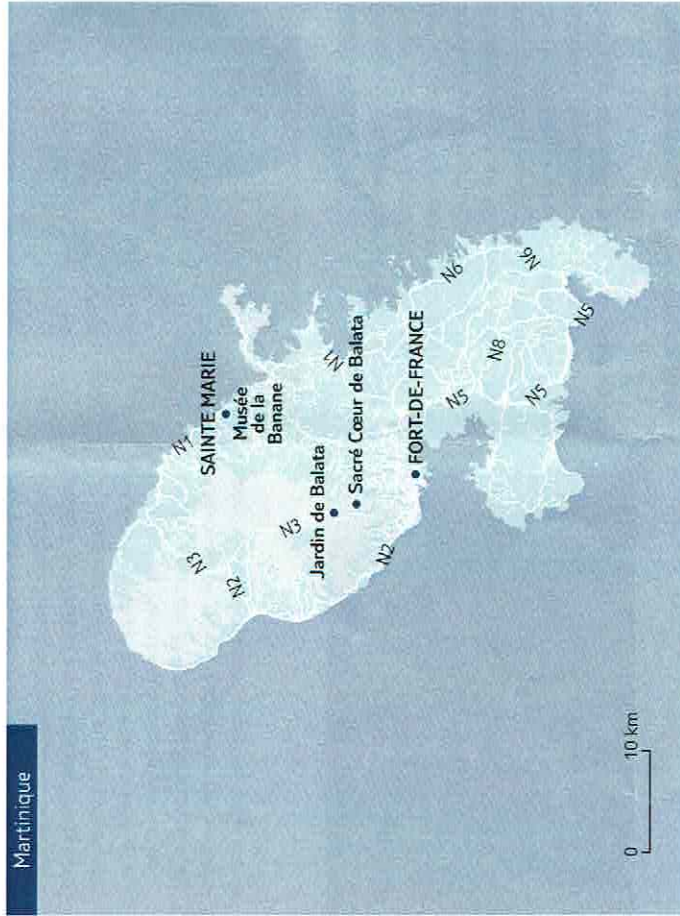 Martinique
N1
SAINTE MARIE
Musée
de la
Banane
N3
N2
N3
N1
Jardin de Balata
Sacré Cœur de Balata
N2
FORT-DE-FRANCE
N6
N6
N5
N8
N5
N5
0 10 km